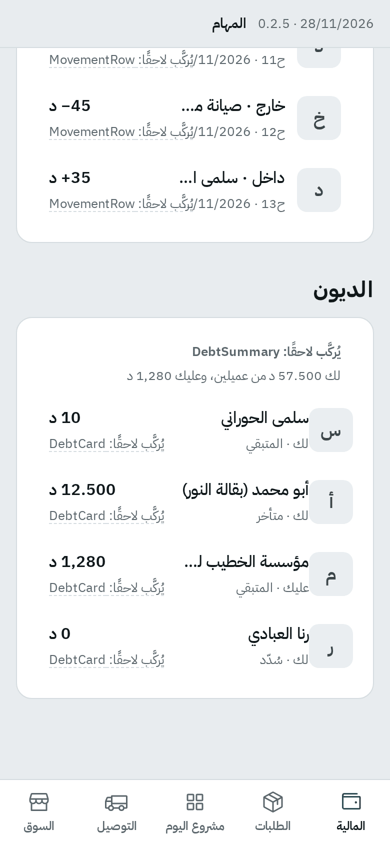 المهام 0.2.5 · 28/11/2026
ح11 · 11/2026/ يُركَّب لاحقًا: MovementRow
خ
خارج · صيانة م... −45 د
ح12 · 11/2026/ يُركَّب لاحقًا: MovementRow
د
داخل · سلمى ا... +35 د
ح13 · 11/2026/ يُركَّب لاحقًا: MovementRow
الديون
يُركَّب لاحقًا: DebtSummary
لك 57.500 د من عميلين، وعليك 1,280 د
س
سلمى الحوراني 10 د
لك · المتبقي يُركَّب لاحقًا: DebtCard
أ
أبو محمد (بقالة النور) 12.500 د
لك · متأخر يُركَّب لاحقًا: DebtCard
م
مؤسسة الخطيب لـ... 1,280 د
عليك · المتبقي يُركَّب لاحقًا: DebtCard
ر
رنا العبادي 0 د
لك · سُدّد يُركَّب لاحقًا: DebtCard
المالية الطلبات مشروع اليوم التوصيل السوق